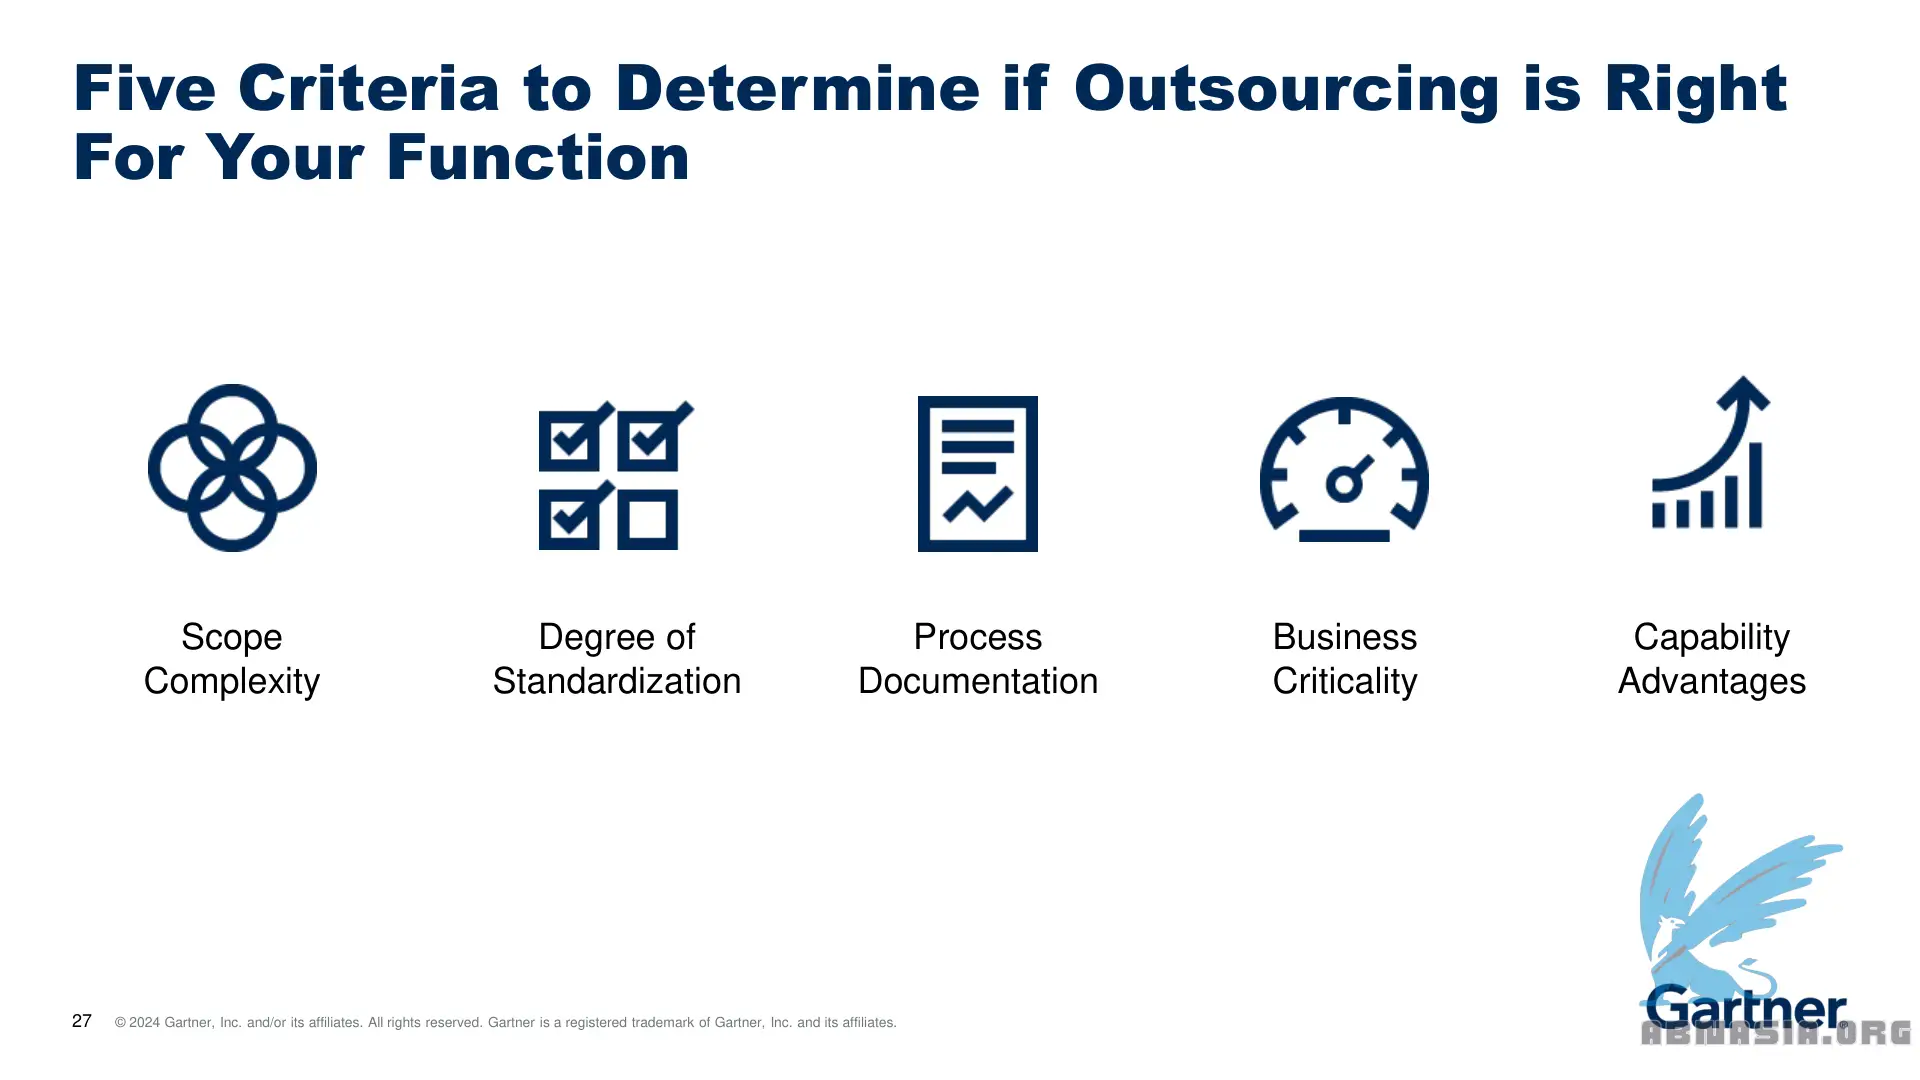 Five Criteria to Determine if Outsourcing is Right
For Your Function
Scope
Complexity
Degree of
Standardization
Process
Documentation
Business
Criticality
Capability
Advantages
27 © 2024 Gartner, Inc. and/or its affiliates. All rights reserved. Gartner is a registered trademark of Gartner, Inc. and its affiliates.
Gartner®
ABNASIA.ORG